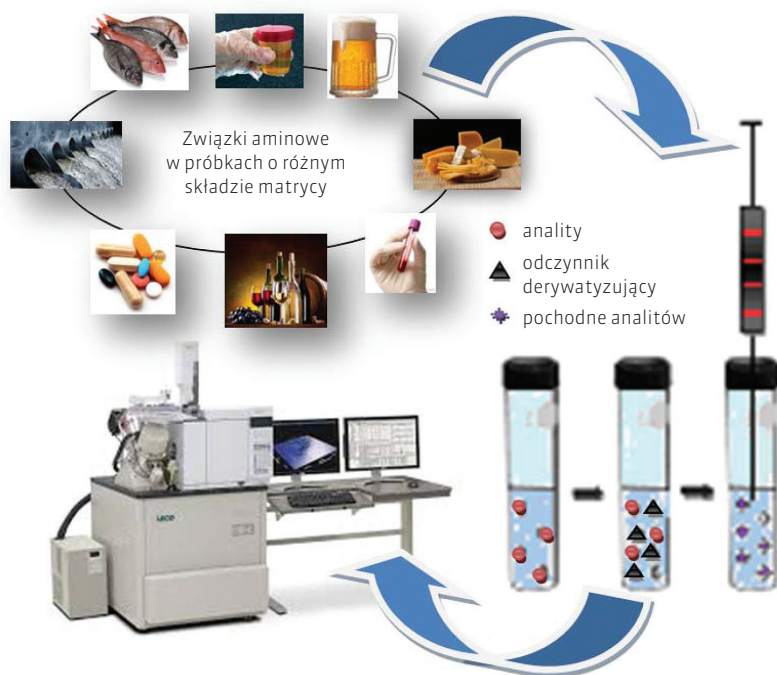 Związki aminowe
w próbkach o różnym
składzie matrycy
anality
odczynnik
derywatyzujący
pochodne analitów
LECO